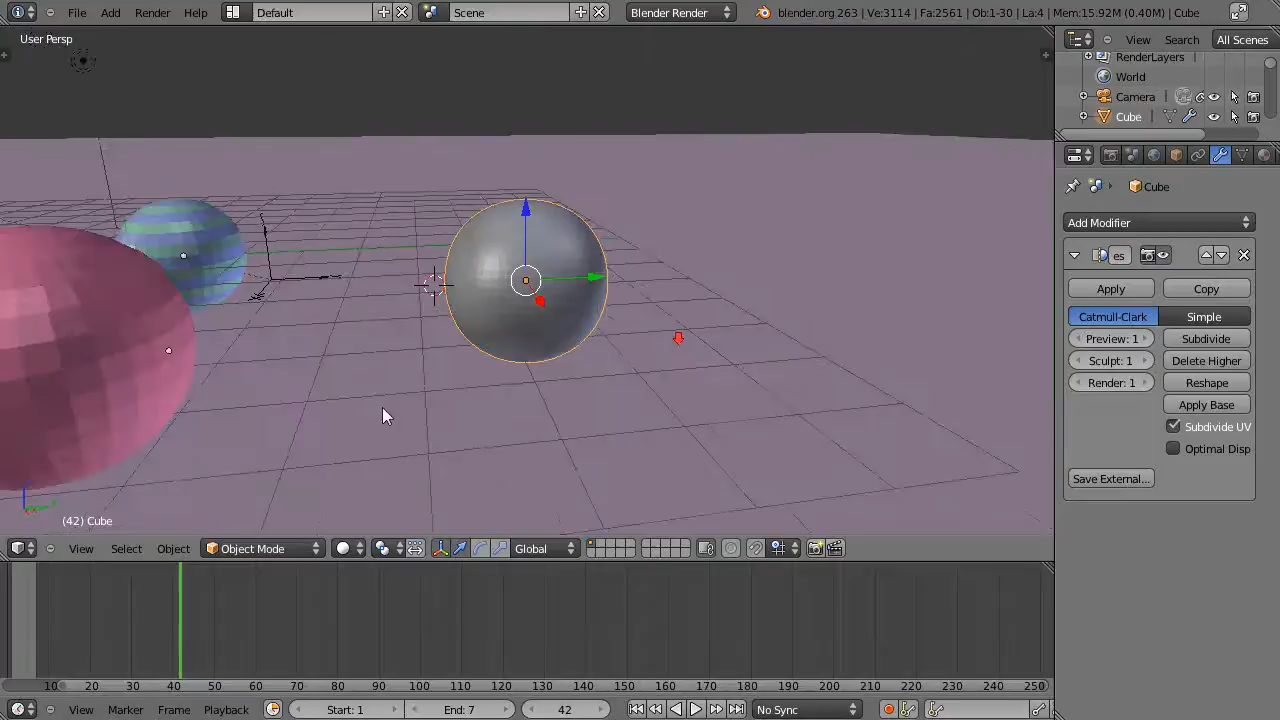 File Add Render Help Default Scene Blender Render blender.org 263 | Ve:3114 | Fa:2561 | Ob:1-30 | La:4 | Mem:15.92M (0.40M) | Cube
User Persp
View Search All Scenes
RenderLayers
World
Camera
Cube
Cube
Add Modifier
es
Apply Copy
Catmull-Clark Simple
Preview: 1 Subdivide
Sculpt: 1 Delete Higher
Render: 1 Reshape
Apply Base
Subdivide UV
Optimal Disp
Save External...
(42) Cube
View Select Object Object Mode Global
10 20 30 40 50 60 70 80 90 100 110 120 130 140 150 160 170 180 190 200 210 220 230 240 250
View Marker Frame Playback Start: 1 End: 7 42 No Sync